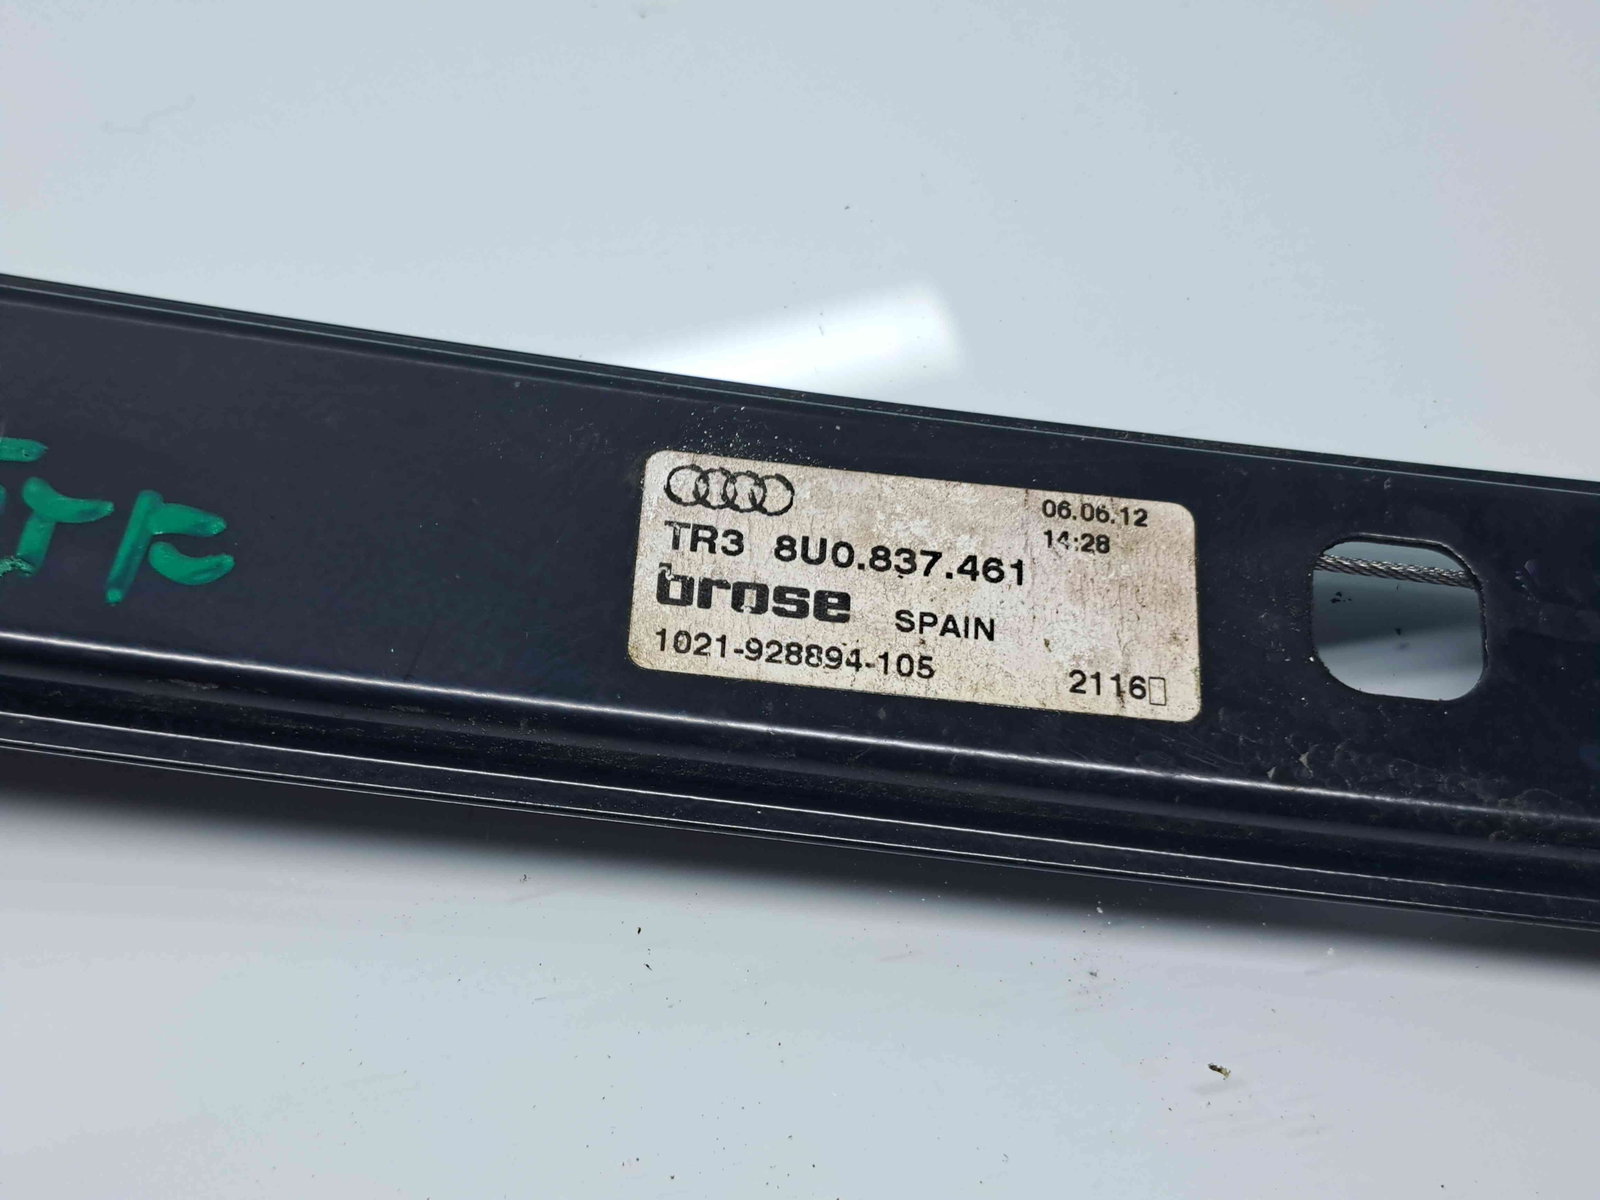 06.06.12
TR3 8U0.837.461 14:28
brose SPAIN
1021-928894-105 2116